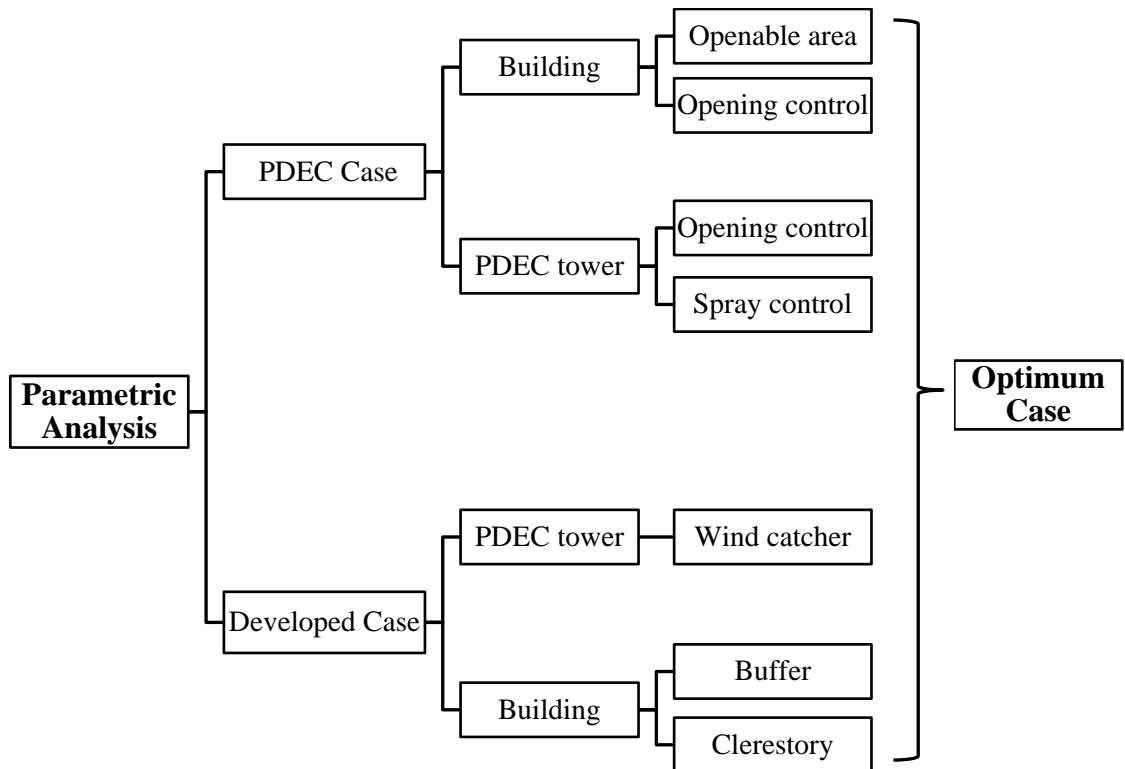 Parametric
Analysis
PDEC Case
Building
Openable area
Opening control
PDEC tower
Opening control
Spray control
Developed Case
PDEC tower
Wind catcher
Building
Buffer
Clerestory
Optimum
Case